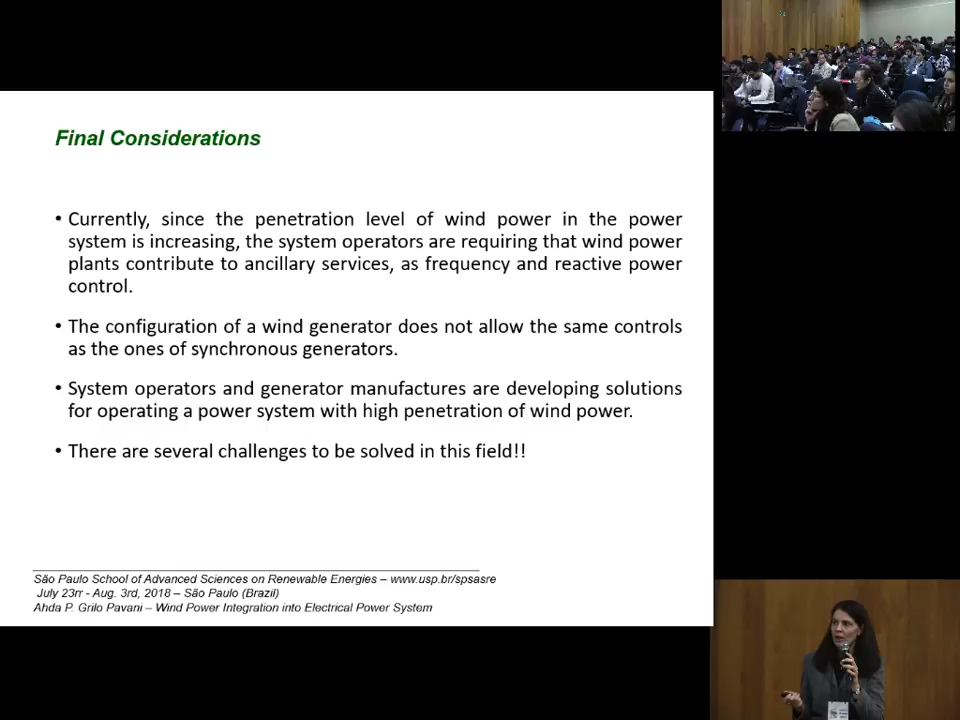 Final Considerations
• Currently, since the penetration level of wind power in the power
system is increasing, the system operators are requiring that wind power
plants contribute to ancillary services, as frequency and reactive power
control.
• The configuration of a wind generator does not allow the same controls
as the ones of synchronous generators.
• System operators and generator manufactures are developing solutions
for operating a power system with high penetration of wind power.
• There are several challenges to be solved in this field!!
São Paulo School of Advanced Sciences on Renewable Energies – www.usp.br/spsasre
July 23rr - Aug. 3rd, 2018 – São Paulo (Brazil)
Ahda P. Grilo Pavani – Wind Power Integration into Electrical Power System